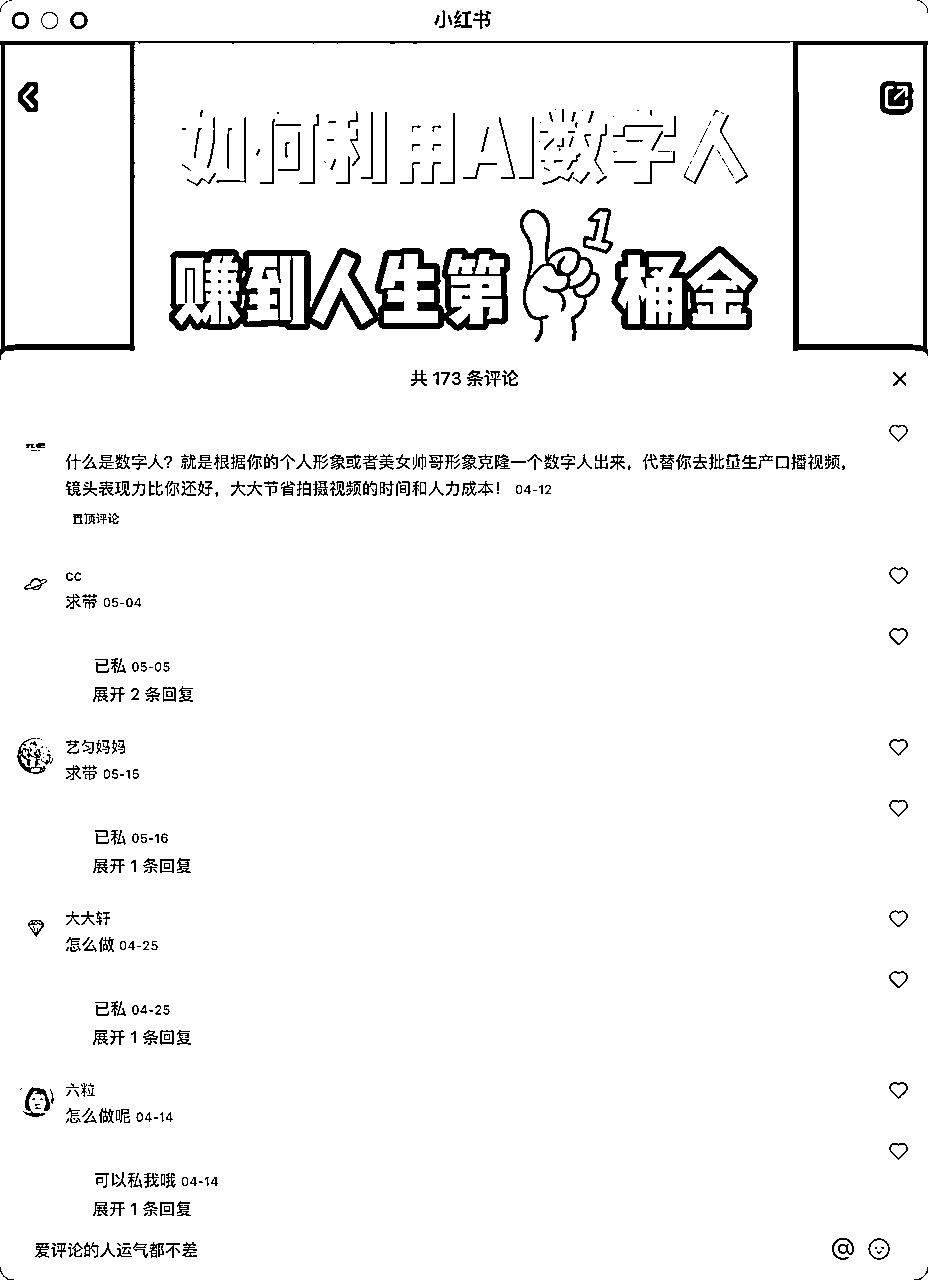 小红书
如何利用AI数字人
赚到人生第1桶金
共 173 条评论
什么是数字人？就是根据你的个人形象或者美女帅哥形象克隆一个数字人出来，代替你去批量生产口播视频，
镜头表现力比你还好，大大节省拍摄视频的时间和人力成本！ 04-12
置顶评论
cc
求带 05-04
已私 05-05
展开 2 条回复
艺匀妈妈
求带 05-15
已私 05-16
展开 1 条回复
大大轩
怎么做 04-25
已私 04-25
展开 1 条回复
六粒
怎么做呢 04-14
可以私我哦 04-14
展开 1 条回复
爱评论的人运气都不差